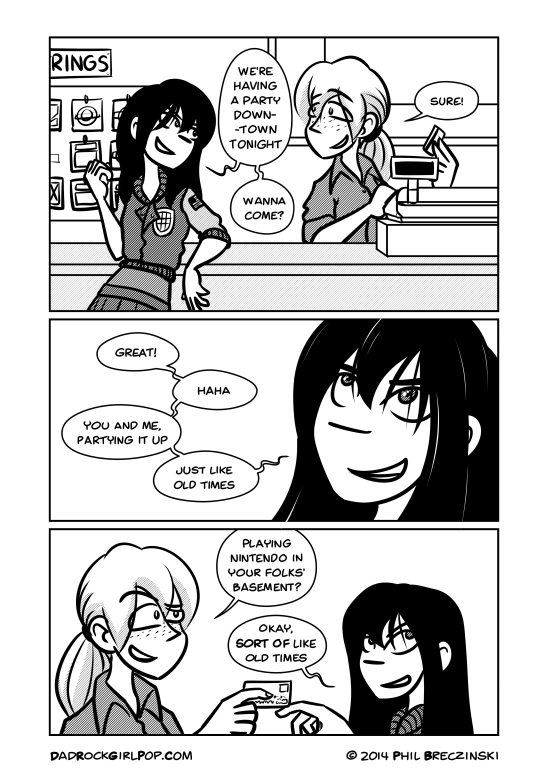 RINGS
WE'RE
HAVING
A PARTY
DOWN-
-TOWN
TONIGHT
WANNA
COME?
SURE!
GREAT!
HAHA
YOU AND ME,
PARTYING IT UP
JUST LIKE
OLD TIMES
PLAYING
NINTENDO IN
YOUR FOLKS'
BASEMENT?
OKAY,
SORT OF LIKE
OLD TIMES
DADROCKGIRLPOP.COM
© 2014 PHIL BRECZINSKI